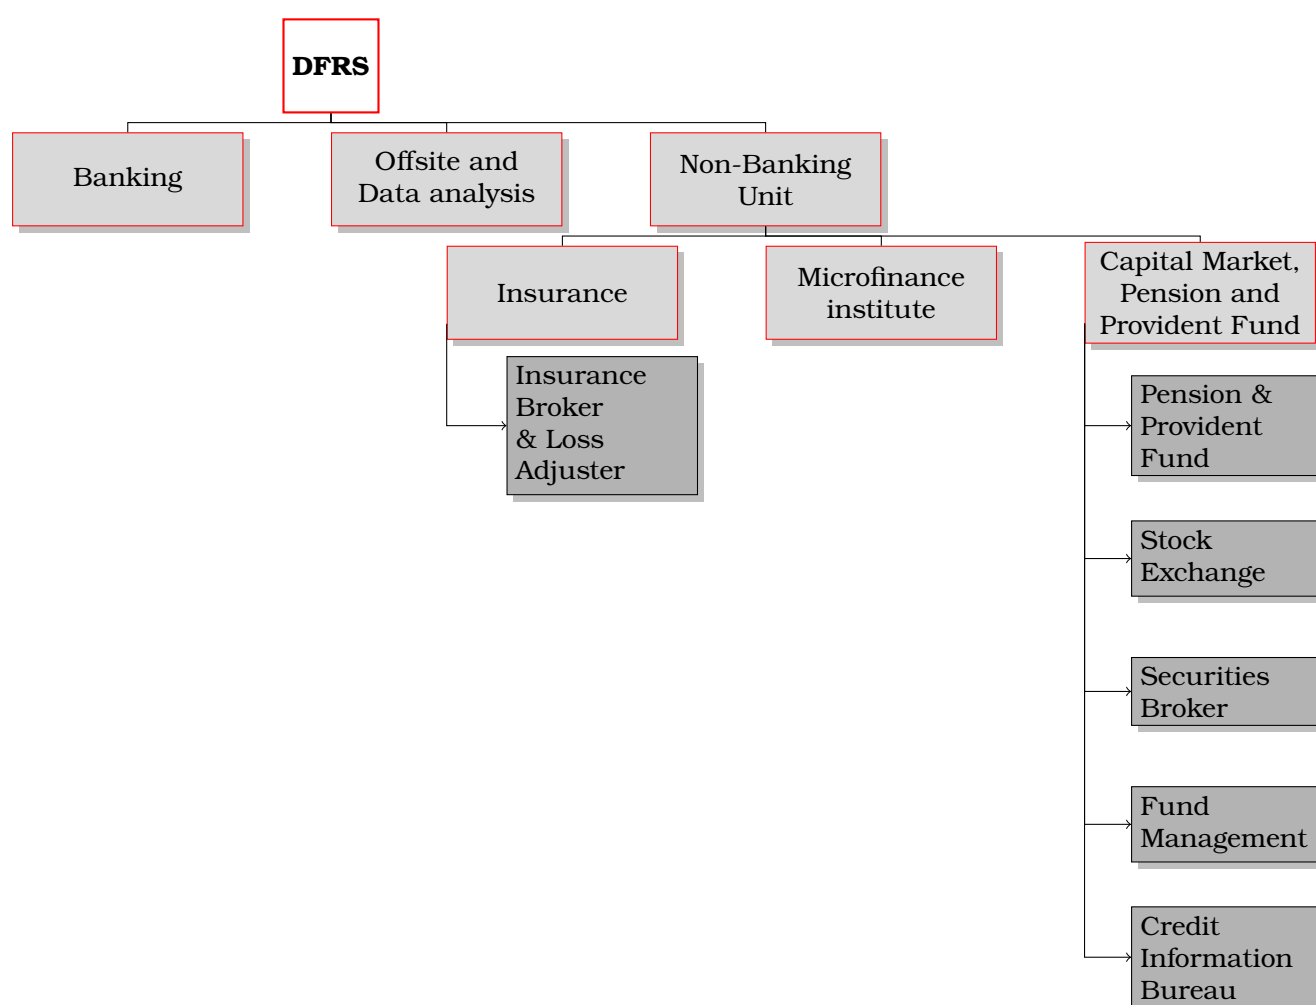 DFRS
Banking
Offsite and
Data analysis
Non-Banking
Unit
Insurance
Microfinance
institute
Capital Market,
Pension and
Provident Fund
Insurance
Broker
& Loss
Adjuster
Pension &
Provident
Fund
Stock
Exchange
Securities
Broker
Fund
Management
Credit
Information
Bureau